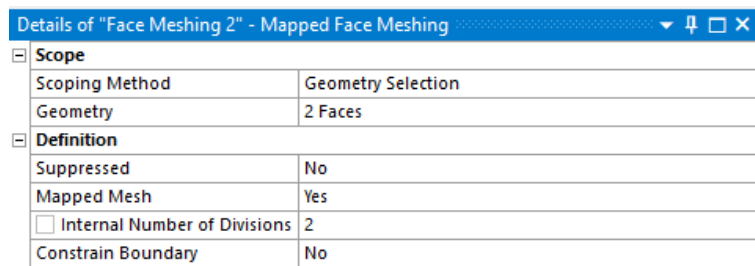 Details of "Face Meshing 2" - Mapped Face Meshing
Scope
Scoping Method Geometry Selection
Geometry 2 Faces
Definition
Suppressed No
Mapped Mesh Yes
Internal Number of Divisions 2
Constrain Boundary No